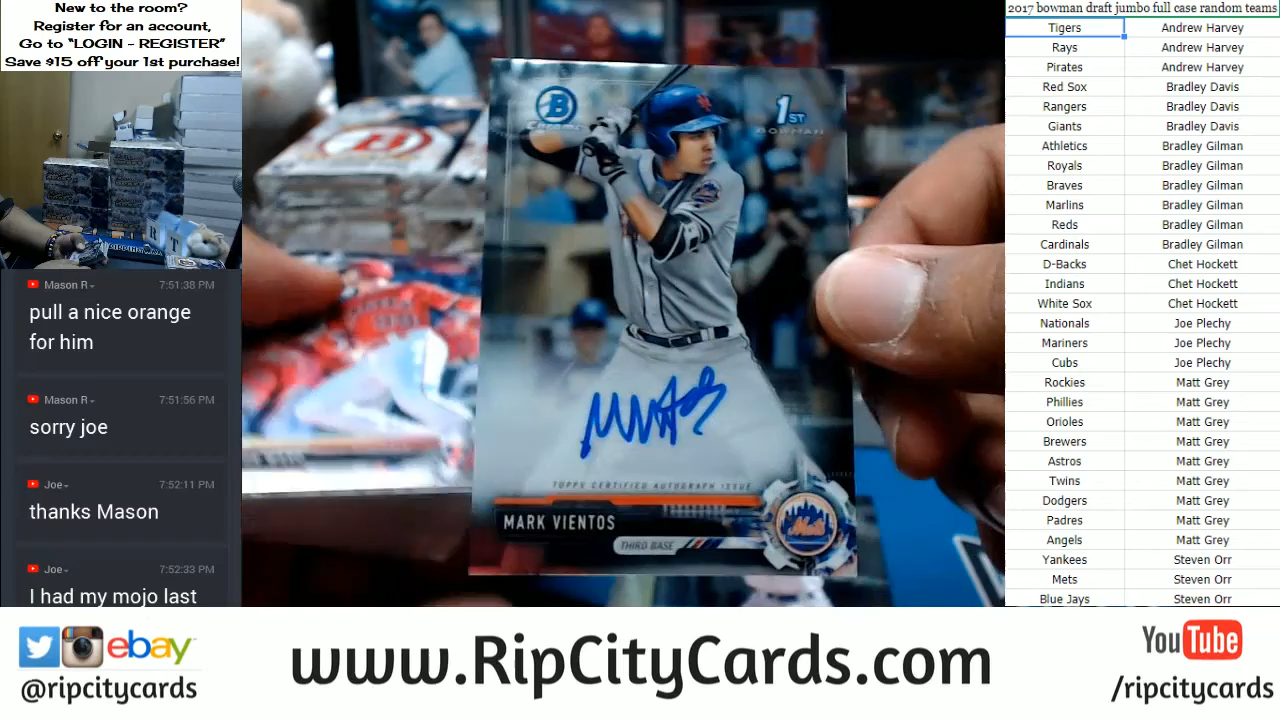 New to the room?
Register for an account,
Go to “LOGIN - REGISTER”
Save $15 off your 1st purchase!
Mason R
7:51:38 PM
pull a nice orange
for him
Mason R
7:51:56 PM
sorry joe
Joe
7:52:11 PM
thanks Mason
Joe
7:52:33 PM
I had my mojo last
B
Chrome
1ST
BOWMAN
TOPPS CERTIFIED AUTOGRAPH ISSUE
MARK VIENTOS
THIRD BASE
Mets
2017 bowman draft jumbo full case random teams
Tigers Andrew Harvey
Rays Andrew Harvey
Pirates Andrew Harvey
Red Sox Bradley Davis
Rangers Bradley Davis
Giants Bradley Davis
Athletics Bradley Gilman
Royals Bradley Gilman
Braves Bradley Gilman
Marlins Bradley Gilman
Reds Bradley Gilman
Cardinals Bradley Gilman
D-Backs Chet Hockett
Indians Chet Hockett
White Sox Chet Hockett
Nationals Joe Plechy
Mariners Joe Plechy
Cubs Joe Plechy
Rockies Matt Grey
Phillies Matt Grey
Orioles Matt Grey
Brewers Matt Grey
Astros Matt Grey
Twins Matt Grey
Dodgers Matt Grey
Padres Matt Grey
Angels Matt Grey
Yankees Steven Orr
Mets Steven Orr
Blue Jays Steven Orr
ebay
@ripcitycards
www.RipCityCards.com
YouTube
/ripcitycards